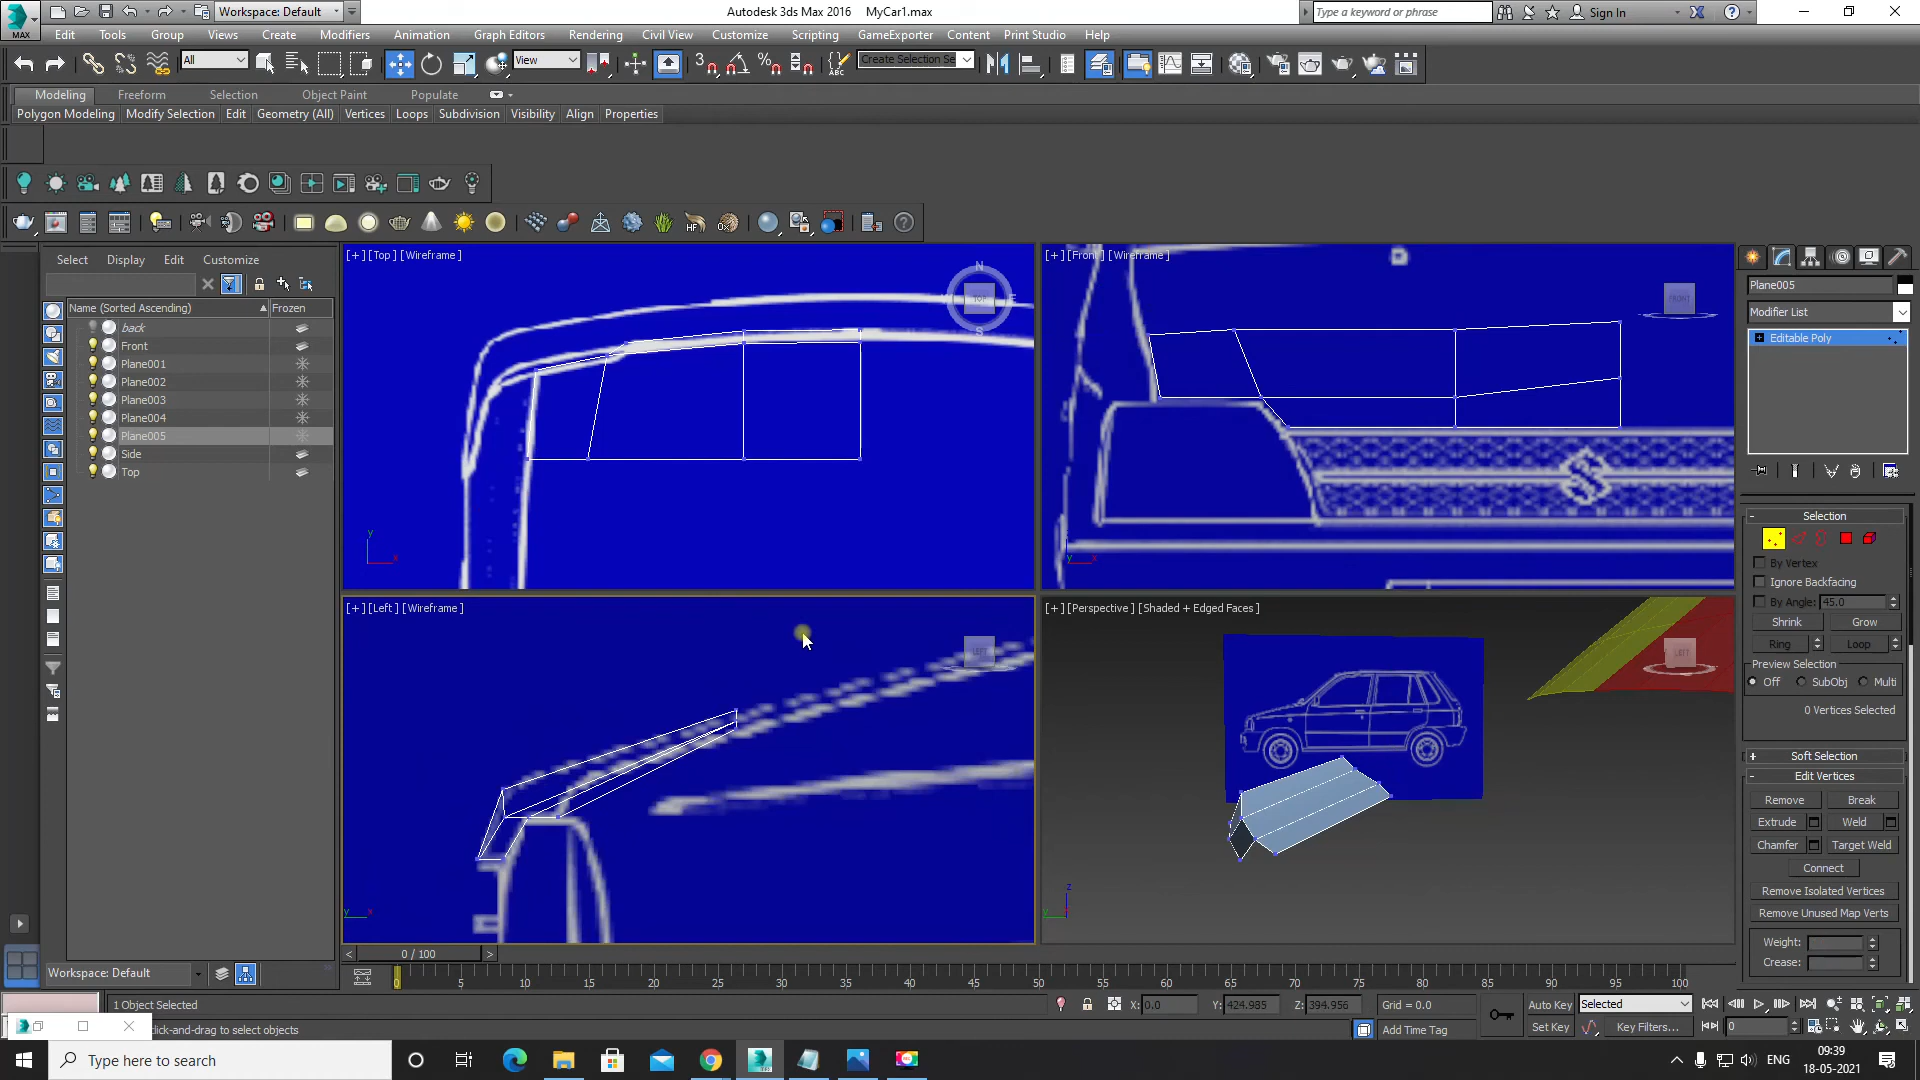 MAX
Workspace: Default
Autodesk 3ds Max 2016 MyCar1.max
Type a keyword or phrase
Sign In
Edit Tools Group Views Create Modifiers Animation Graph Editors Rendering Civil View Customize Scripting GameExporter Content Print Studio Help
All
View
3
Create Selection Se
Modeling Freeform Selection Object Paint Populate
Polygon Modeling Modify Selection Edit Geometry (All) Vertices Loops Subdivision Visibility Align Properties
Select Display Edit Customize
Name (Sorted Ascending) Frozen
back
Front
Plane001
Plane002
Plane003
Plane004
Plane005
Side
Top
[+] [Top] [Wireframe]
N
TOP
S
[+] [Front] [Wireframe]
FRONT
[+] [Left] [Wireframe]
LEFT
[+] [Perspective] [Shaded + Edged Faces]
LEFT
Plane005
Modifier List
Editable Poly
Selection
By Vertex
Ignore Backfacing
By Angle: 45.0
Shrink Grow
Ring Loop
Preview Selection
Off SubObj Multi
0 Vertices Selected
Soft Selection
Edit Vertices
Remove Break
Extrude Weld
Chamfer Target Weld
Connect
Remove Isolated Vertices
Remove Unused Map Verts
Weight:
Crease:
0 / 100
0 5 10 15 20 25 30 35 40 45 50 55 60 65 70 75 80 85 90 95 100
Workspace: Default
1 Object Selected
X: 0.0 Y: 424.985 Z: 394.956 Grid = 0.0
Auto Key Selected
click-and-drag to select objects
Add Time Tag
Set Key Key Filters...
0
Type here to search
ENG
09:39
18-05-2021